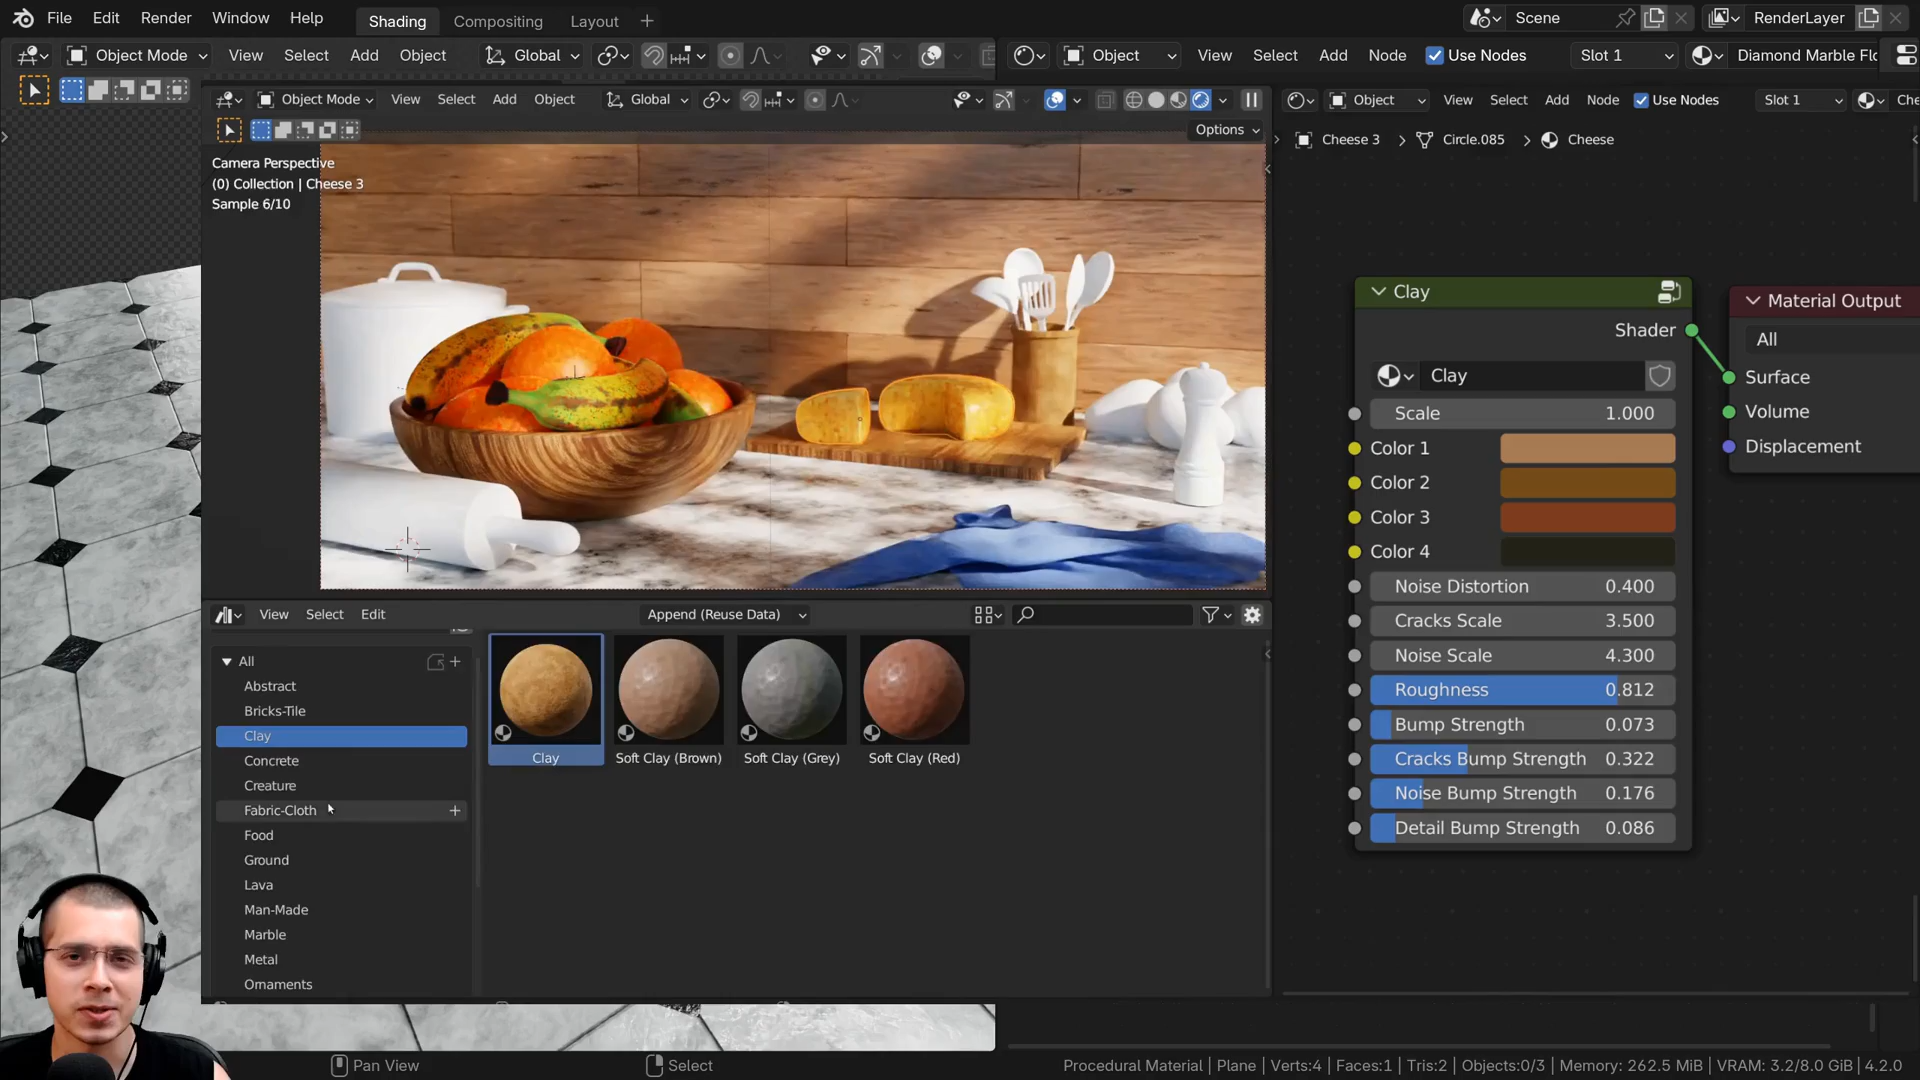 File Edit Render Window Help Shading Compositing Layout + Scene RenderLayer
Object Mode View Select Add Object Global Object View Select Add Node Use Nodes Slot 1 Diamond Marble Flo
Object Mode View Select Add Object Global Object View Select Add Node Use Nodes Slot 1 Che
Options
Cheese 3 > Circle.085 > Cheese
Camera Perspective
(0) Collection | Cheese 3
Sample 6/10
Clay
Shader
Clay
Scale 1.000
Color 1
Color 2
Color 3
Color 4
Noise Distortion 0.400
Cracks Scale 3.500
Noise Scale 4.300
Roughness 0.812
Bump Strength 0.073
Cracks Bump Strength 0.322
Noise Bump Strength 0.176
Detail Bump Strength 0.086
Material Output
All
Surface
Volume
Displacement
View Select Edit Append (Reuse Data)
All
Abstract
Bricks-Tile
Clay
Concrete
Creature
Fabric-Cloth
Food
Ground
Lava
Man-Made
Marble
Metal
Ornaments
Clay Soft Clay (Brown) Soft Clay (Grey) Soft Clay (Red)
Pan View Select Procedural Material | Plane | Verts:4 | Faces:1 | Tris:2 | Objects:0/3 | Memory: 262.5 MiB | VRAM: 3.2/8.0 GiB | 4.2.0